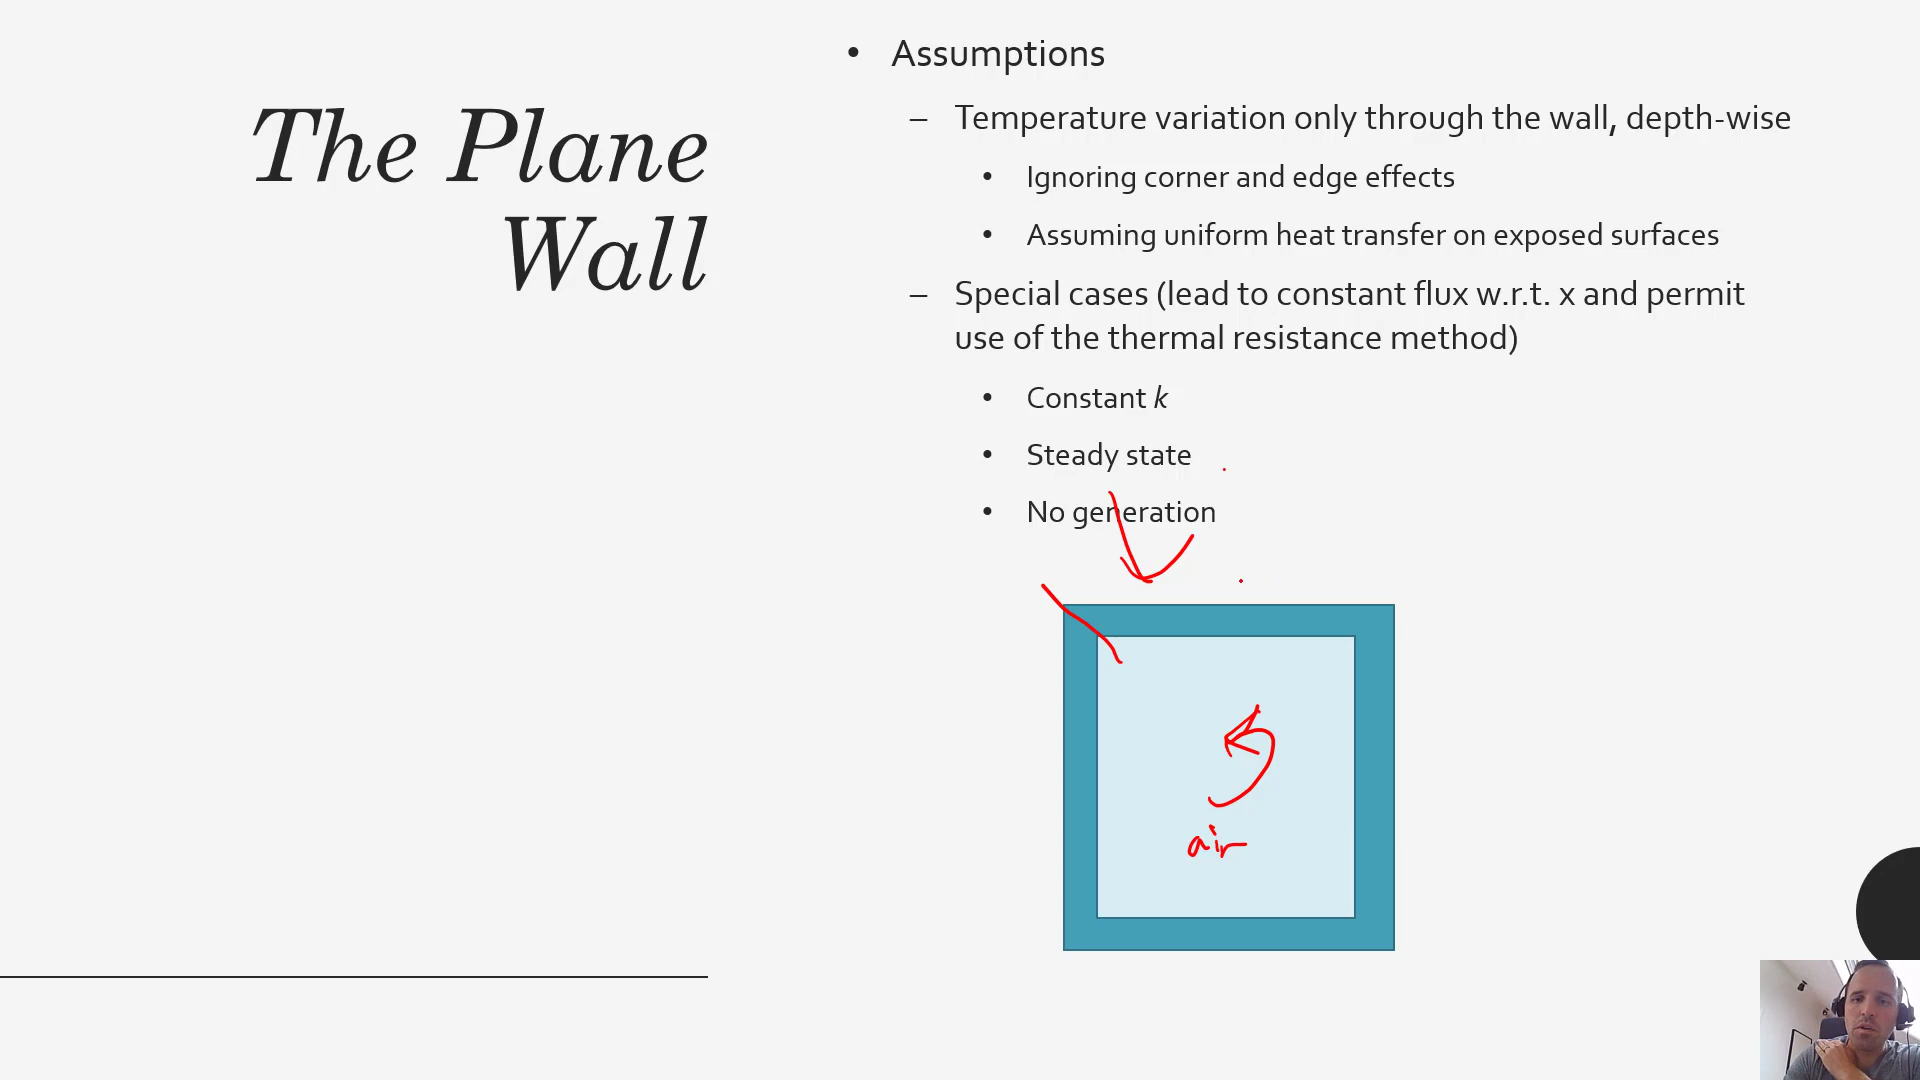 The Plane
Wall
• Assumptions
– Temperature variation only through the wall, depth-wise
• Ignoring corner and edge effects
• Assuming uniform heat transfer on exposed surfaces
– Special cases (lead to constant flux w.r.t. x and permit
use of the thermal resistance method)
• Constant k
• Steady state
• No generation
air